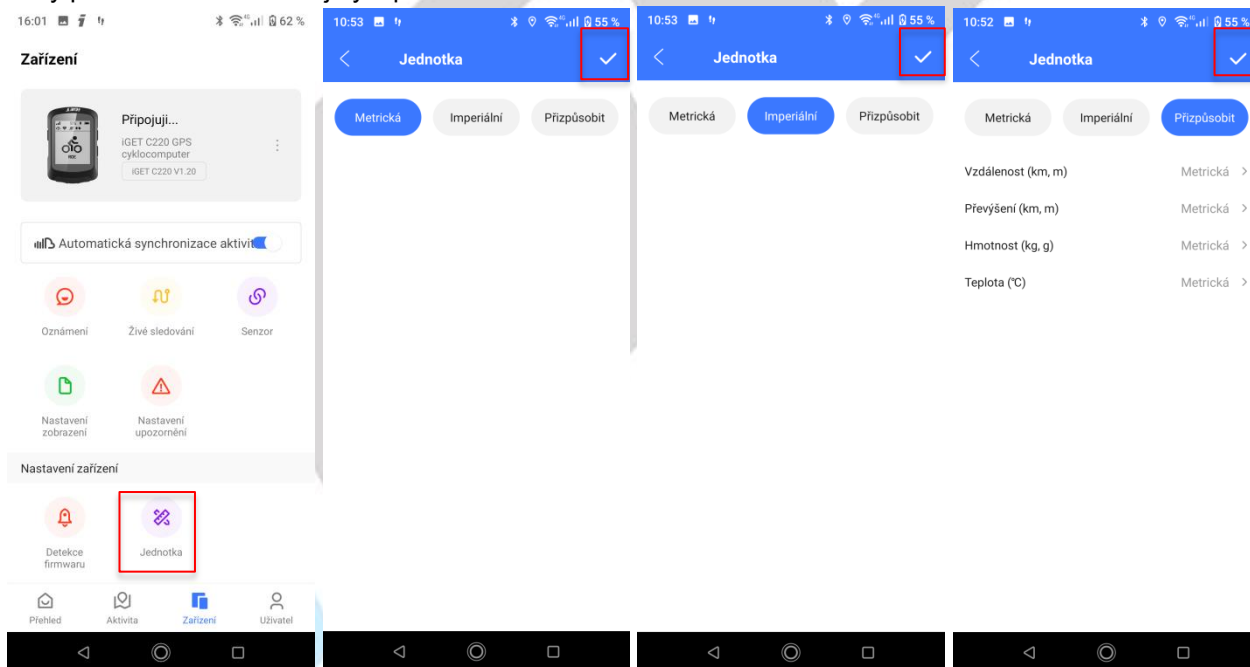 16:01 62 %
Zařízení
Připojuji...
iGET C220 GPS
cyklocomputer
iGET C220 V1.20
Automatická synchronizace aktivit
Oznámení Živé sledování Senzor
Nastavení
zobrazení
Nastavení
upozornění
Nastavení zařízení
Detekce
firmwaru
Jednotka
Přehled Aktivita Zařízení Uživatel
10:53 55 %
Jednotka
Metrická Imperiální Přizpůsobit
10:53 55 %
Jednotka
Metrická Imperiální Přizpůsobit
10:52 55 %
Jednotka
Metrická Imperiální Přizpůsobit
Vzdálenost (km, m) Metrická
Převýšení (km, m) Metrická
Hmotnost (kg, g) Metrická
Teplota (℃) Metrická